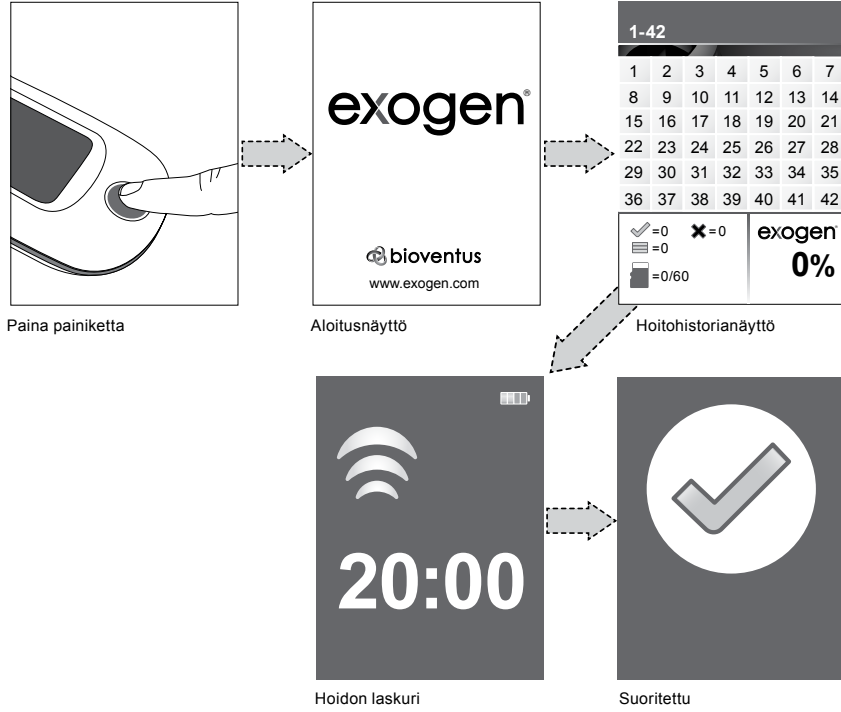 exogen®
bioventus
www.exogen.com
1-42
1 2 3 4 5 6 7
8 9 10 11 12 13 14
15 16 17 18 19 20 21
22 23 24 25 26 27 28
29 30 31 32 33 34 35
36 37 38 39 40 41 42
=0 =0
=0
=0/60
exogen
0%
Paina painiketta
Aloitusnäyttö
Hoitohistorianäyttö
20:00
Hoidon laskuri
Suoritettu